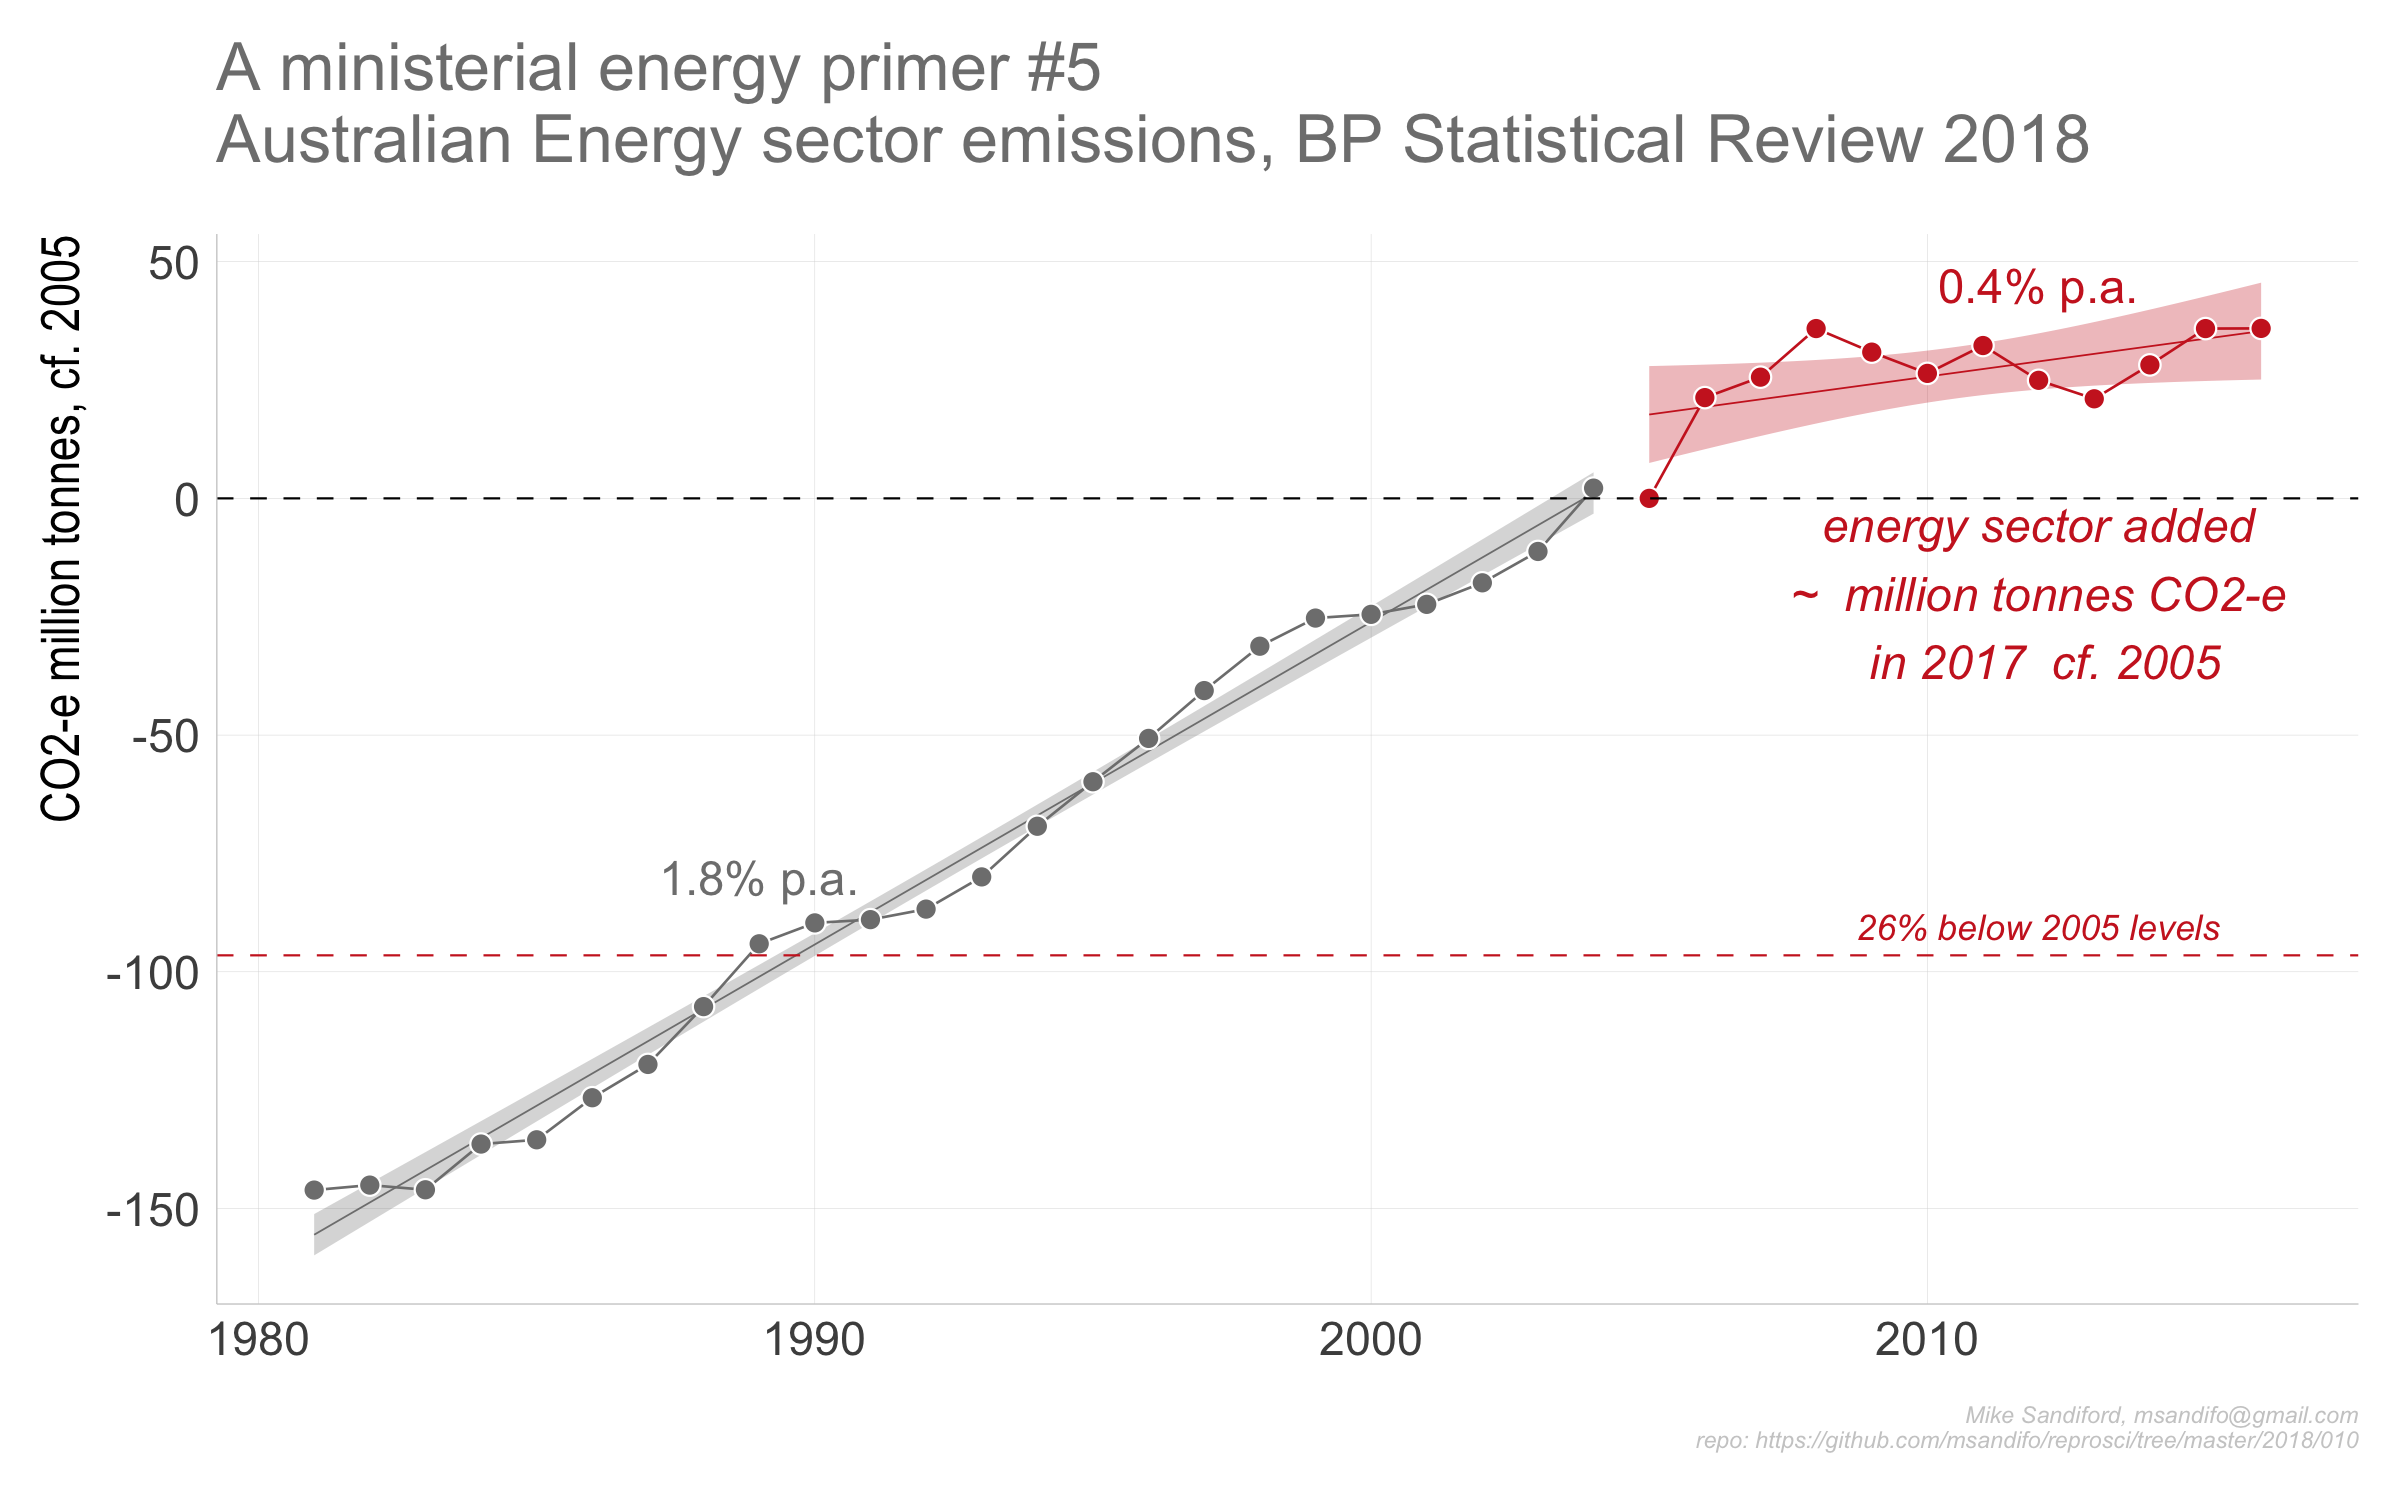 A ministerial energy primer #5
Australian Energy sector emissions, BP Statistical Review 2018
CO2-e million tonnes, cf. 2005
50
0
-50
-100
-150
0.4% p.a.
energy sector added
~  million tonnes CO2-e
in 2017  cf. 2005
1.8% p.a.
26% below 2005 levels
1980
1990
2000
2010
Mike Sandiford, msandifo@gmail.com
repo: https://github.com/msandifo/reprosci/tree/master/2018/010